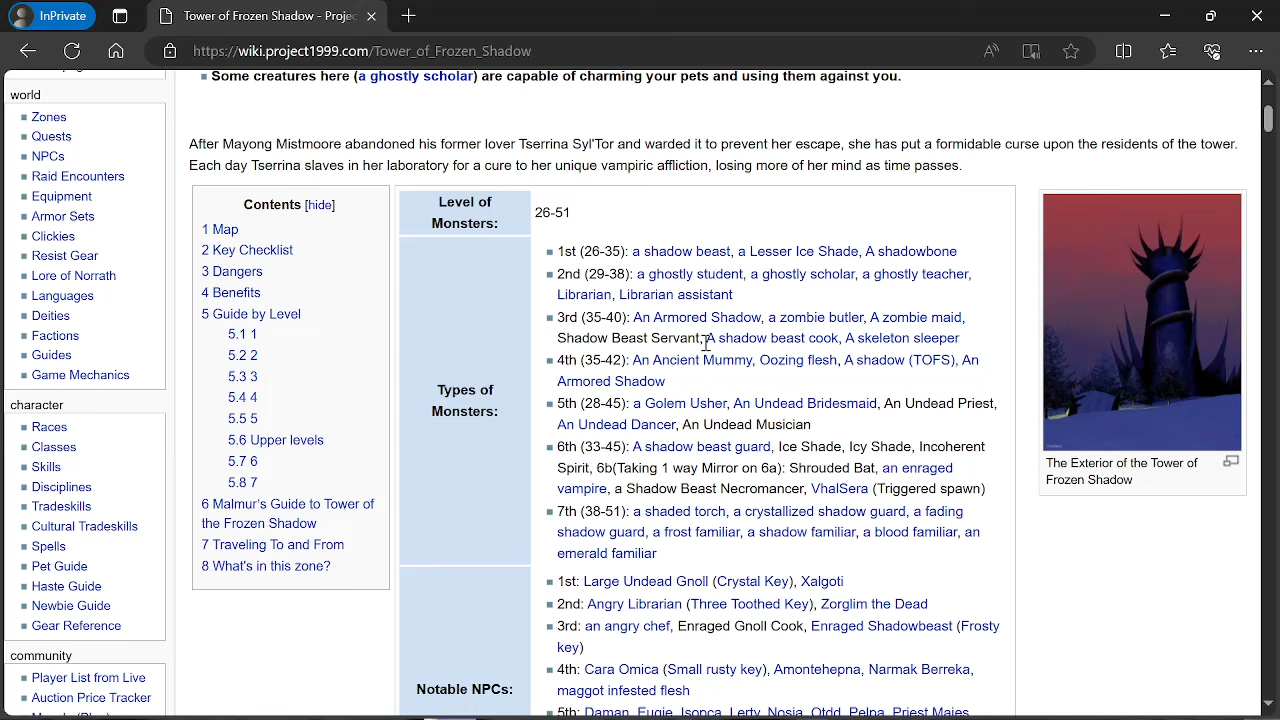 InPrivate
Tower of Frozen Shadow - Projec
https://wiki.project1999.com/Tower_of_Frozen_Shadow
world
Zones
Quests
NPCs
Raid Encounters
Equipment
Armor Sets
Clickies
Resist Gear
Lore of Norrath
Languages
Deities
Factions
Guides
Game Mechanics
character
Races
Classes
Skills
Disciplines
Tradeskills
Cultural Tradeskills
Spells
Pet Guide
Haste Guide
Newbie Guide
Gear Reference
community
Player List from Live
Auction Price Tracker
Some creatures here (a ghostly scholar) are capable of charming your pets and using them against you.
After Mayong Mistmoore abandoned his former lover Tserrina Syl'Tor and warded it to prevent her escape, she has put a formidable curse upon the residents of the tower.
Each day Tserrina slaves in her laboratory for a cure to her unique vampiric affliction, losing more of her mind as time passes.
Contents [hide]
1 Map
2 Key Checklist
3 Dangers
4 Benefits
5 Guide by Level
5.1 1
5.2 2
5.3 3
5.4 4
5.5 5
5.6 Upper levels
5.7 6
5.8 7
6 Malmur's Guide to Tower of
the Frozen Shadow
7 Traveling To and From
8 What's in this zone?
Level of
Monsters:
26-51
Types of
Monsters:
1st (26-35): a shadow beast, a Lesser Ice Shade, A shadowbone
2nd (29-38): a ghostly student, a ghostly scholar, a ghostly teacher,
Librarian, Librarian assistant
3rd (35-40): An Armored Shadow, a zombie butler, A zombie maid,
Shadow Beast Servant, A shadow beast cook, A skeleton sleeper
4th (35-42): An Ancient Mummy, Oozing flesh, A shadow (TOFS), An
Armored Shadow
5th (28-45): a Golem Usher, An Undead Bridesmaid, An Undead Priest,
An Undead Dancer, An Undead Musician
6th (33-45): A shadow beast guard, Ice Shade, Icy Shade, Incoherent
Spirit, 6b(Taking 1 way Mirror on 6a): Shrouded Bat, an enraged
vampire, a Shadow Beast Necromancer, VhalSera (Triggered spawn)
7th (38-51): a shaded torch, a crystallized shadow guard, a fading
shadow guard, a frost familiar, a shadow familiar, a blood familiar, an
emerald familiar
Notable NPCs:
1st: Large Undead Gnoll (Crystal Key), Xalgoti
2nd: Angry Librarian (Three Toothed Key), Zorglim the Dead
3rd: an angry chef, Enraged Gnoll Cook, Enraged Shadowbeast (Frosty
key)
4th: Cara Omica (Small rusty key), Amontehepna, Narmak Berreka,
maggot infested flesh
5th: Daman, Eugie, Isopca, Lerty, Nosja, Otdd, Pelpa, Priest Majes
The Exterior of the Tower of
Frozen Shadow